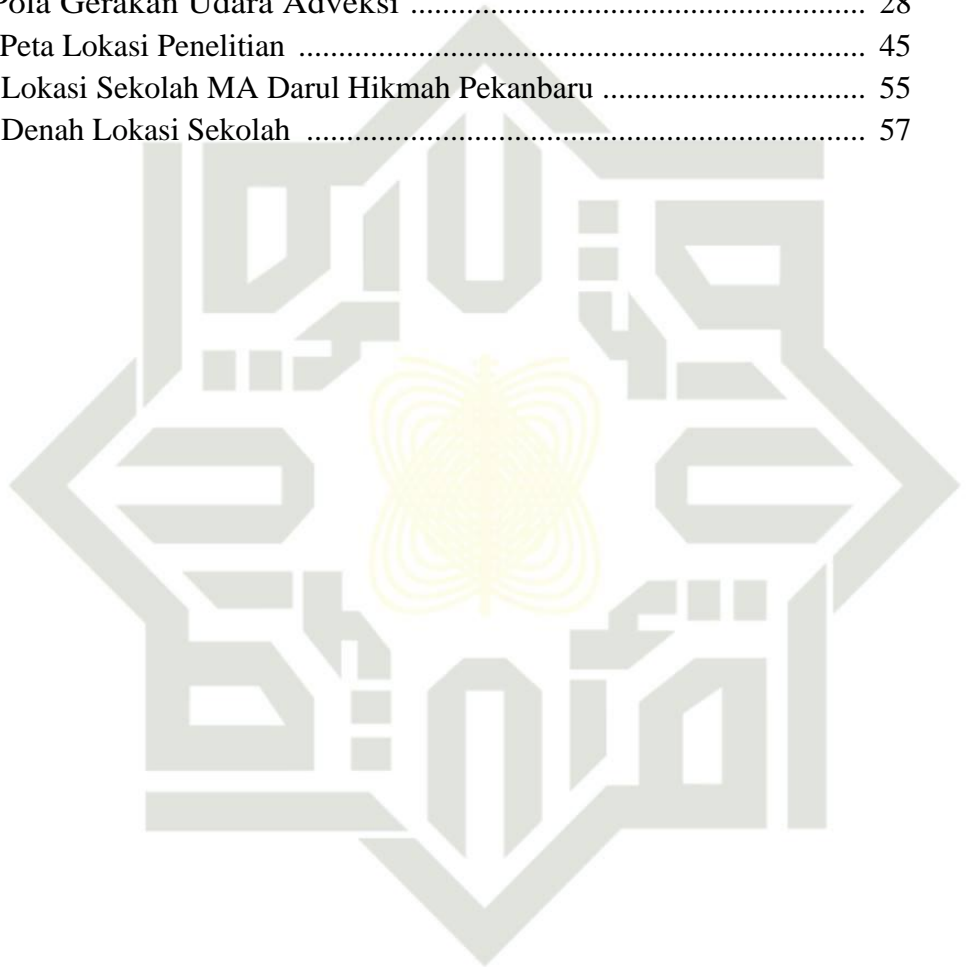 Pola Gerakan Udara Adveksi ........................................................................ 28
Peta Lokasi Penelitian ......................................................................................... 45
Lokasi Sekolah MA Darul Hikmah Pekanbaru ......................................... 55
Denah Lokasi Sekolah ........................................................................................ 57